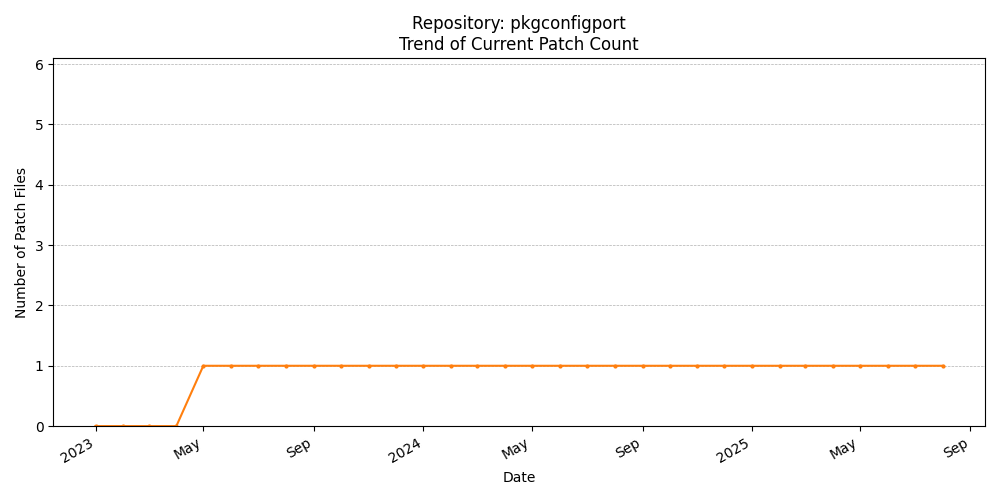 Repository: pkgconfigport
Trend of Current Patch Count
Number of Patch Files
6
5
4
3
2
1
0
2023 May Sep 2024 May Sep 2025 May Sep
Date